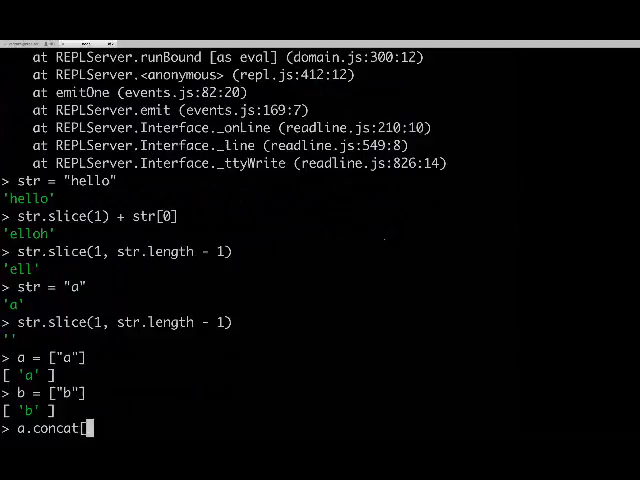 at REPLServer.runBound [as eval] (domain.js:300:12)
at REPLServer.<anonymous> (repl.js:412:12)
at emitOne (events.js:82:20)
at REPLServer.emit (events.js:169:7)
at REPLServer.Interface._onLine (readline.js:210:10)
at REPLServer.Interface._line (readline.js:549:8)
at REPLServer.Interface._ttyWrite (readline.js:826:14)
> str = "hello"
'hello'
> str.slice(1) + str[0]
'elloh'
> str.slice(1, str.length - 1)
'ell'
> str = "a"
'a'
> str.slice(1, str.length - 1)
''
> a = ["a"]
[ 'a' ]
> b = ["b"]
[ 'b' ]
> a.concat[